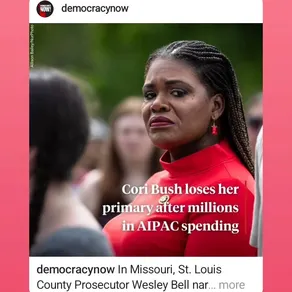 democracynow
Cori Bush loses her
primary after millions
in AIPAC spending
democracynow In Missouri, St. Louis
County Prosecutor Wesley Bell nar... more